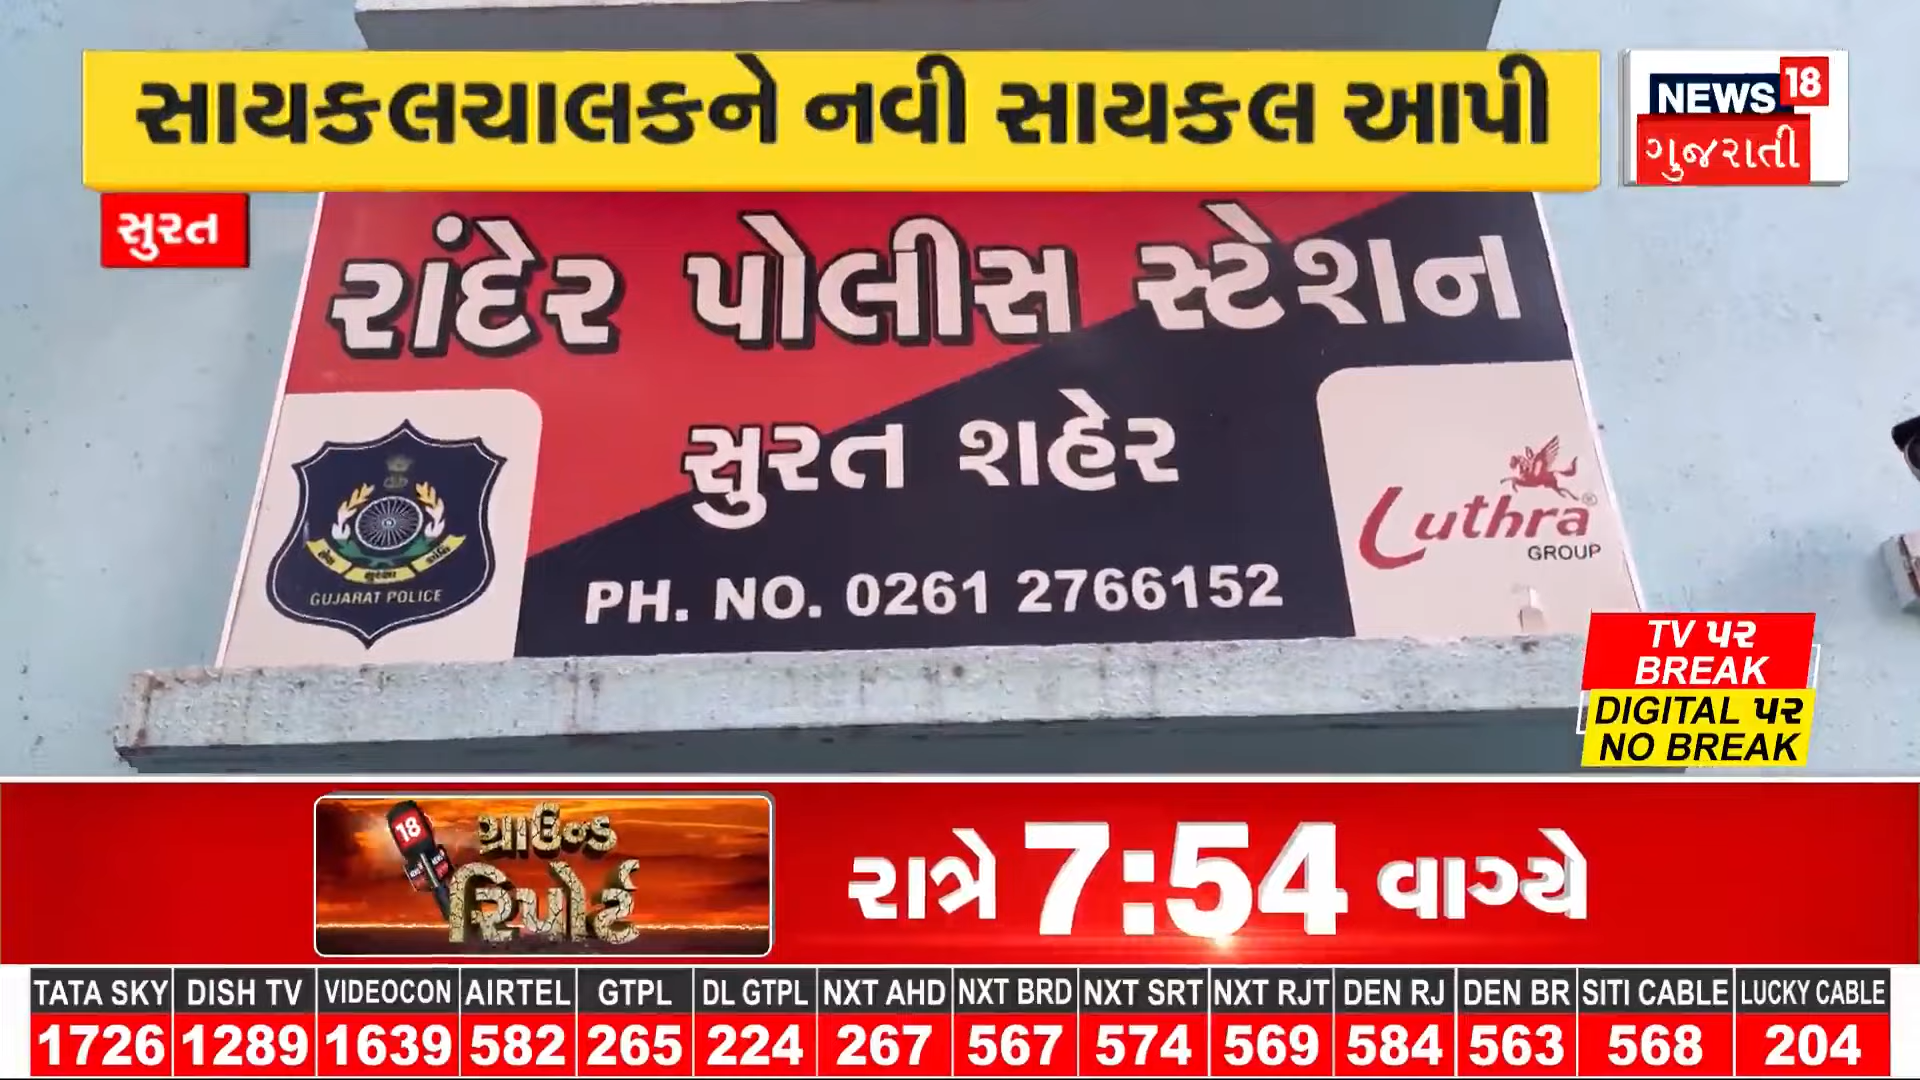 સાયકલચાલકને નવી સાયકલ આપી
NEWS 18
ગુજરાતી
સુરત
રાંદેર પોલીસ સ્ટેશન
સુરત શહેર
PH. NO. 0261 2766152
GUJARAT POLICE
Luthra
GROUP
TV પર
BREAK
DIGITAL પર
NO BREAK
18
ગ્રાઉન્ડ
રિપોર્ટ
રાત્રે 7:54 વાગ્યે
TATA SKY DISH TV VIDEOCON AIRTEL GTPL DL GTPL NXT AHD NXT BRD NXT SRT NXT RJT DEN RJ DEN BR SITI CABLE LUCKY CABLE
1726 1289 1639 582 265 224 267 567 574 569 584 563 568 204